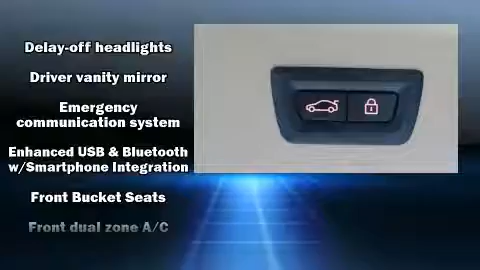 Delay-off headlights
Driver vanity mirror
Emergency
communication system
Enhanced USB & Bluetooth
w/Smartphone Integration
Front Bucket Seats
Front dual zone A/C